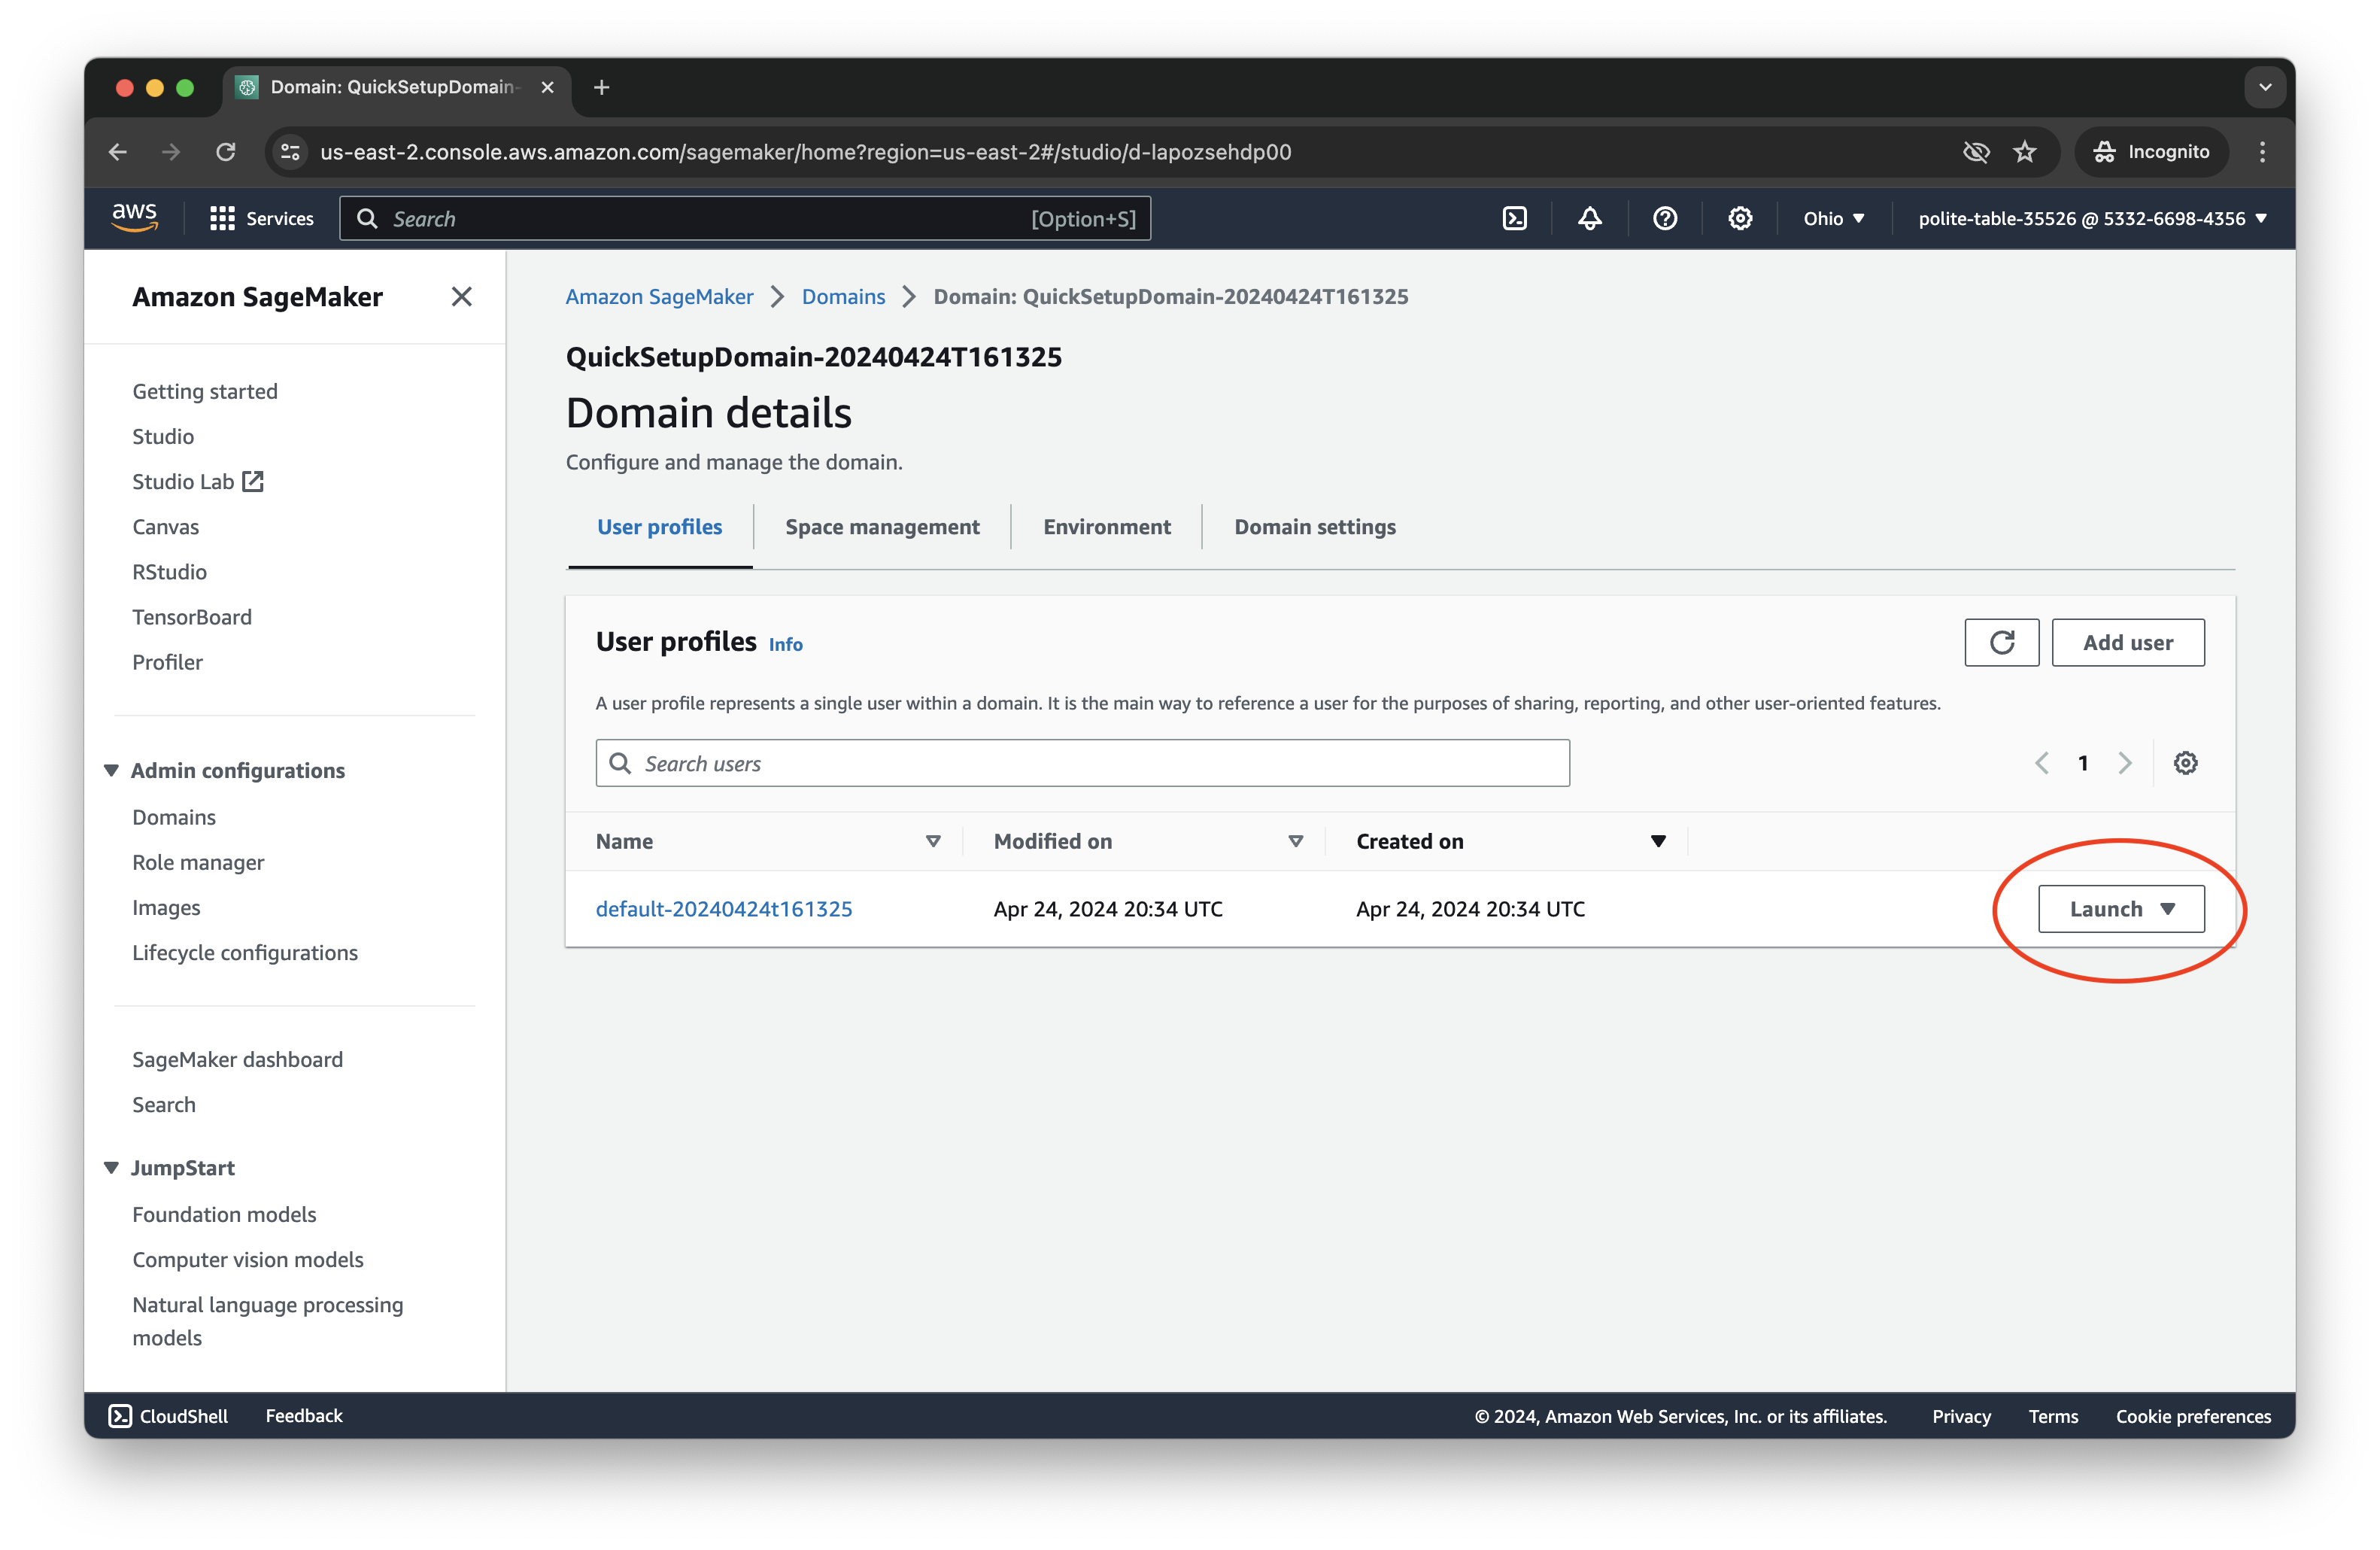 Domain: QuickSetupDomain-
us-east-2.console.aws.amazon.com/sagemaker/home?region=us-east-2#/studio/d-lapozsehdp00
Incognito
aws
Services
Search
[Option+S]
Ohio
polite-table-35526 @ 5332-6698-4356
Amazon SageMaker
Getting started
Studio
Studio Lab
Canvas
RStudio
TensorBoard
Profiler
Admin configurations
Domains
Role manager
Images
Lifecycle configurations
SageMaker dashboard
Search
JumpStart
Foundation models
Computer vision models
Natural language processing
models
Amazon SageMaker > Domains > Domain: QuickSetupDomain-20240424T161325
QuickSetupDomain-20240424T161325
Domain details
Configure and manage the domain.
User profiles
Space management
Environment
Domain settings
User profiles Info
Add user
A user profile represents a single user within a domain. It is the main way to reference a user for the purposes of sharing, reporting, and other user-oriented features.
Search users
1
Name
Modified on
Created on
default-20240424t161325
Apr 24, 2024 20:34 UTC
Apr 24, 2024 20:34 UTC
Launch
CloudShell
Feedback
© 2024, Amazon Web Services, Inc. or its affiliates.
Privacy
Terms
Cookie preferences